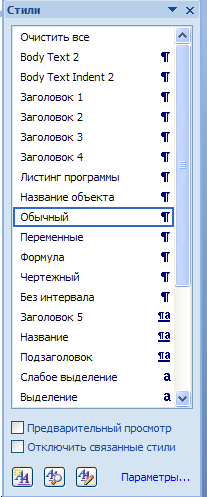 Стили
Очистить все
Body Text 2 ¶
Body Text Indent 2 ¶
Заголовок 1 ¶
Заголовок 2 ¶
Заголовок 3 ¶
Заголовок 4 ¶
Листинг программы ¶
Название объекта ¶
Обычный ¶
Переменные ¶
Формула ¶
Чертежный ¶
Без интервала ¶
Заголовок 5 ¶a
Название ¶a
Подзаголовок ¶a
Слабое выделение a
Выделение a
Предварительный просмотр
Отключить связанные стили
Параметры...